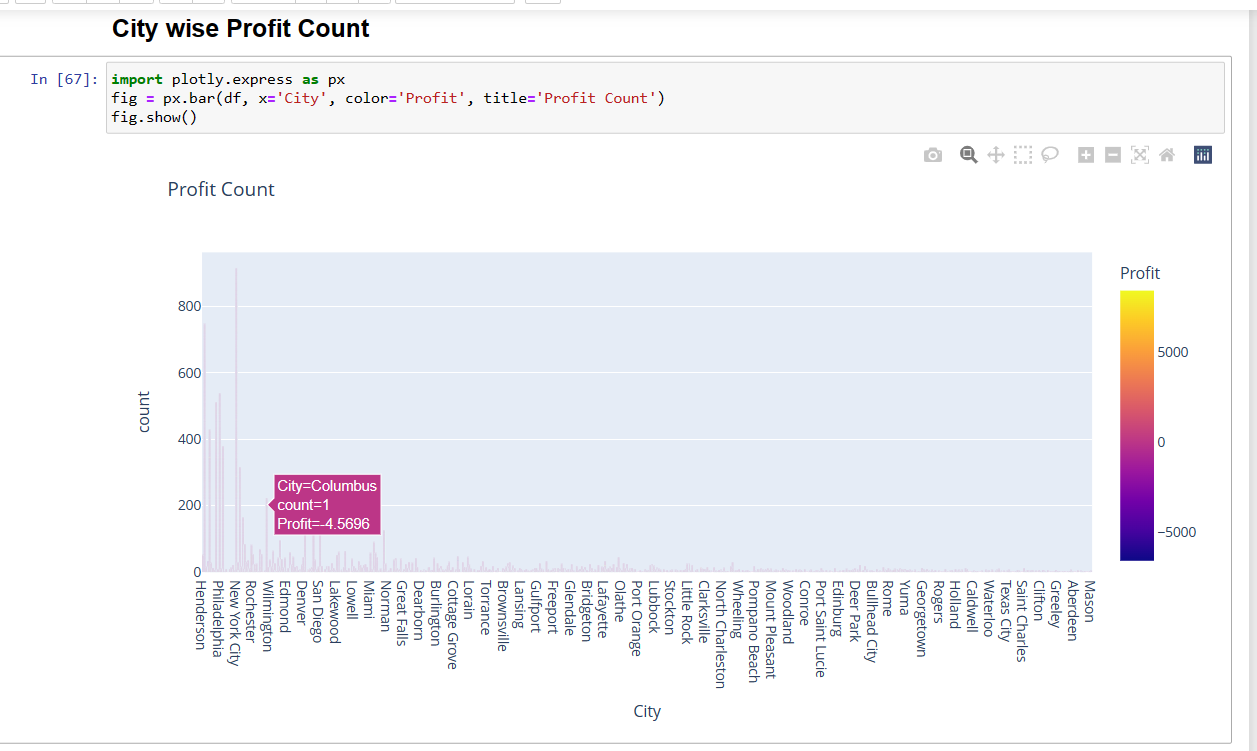 City wise Profit Count
In [67]:
import plotly.express as px
fig = px.bar(df, x='City', color='Profit', title='Profit Count')
fig.show()
Profit Count
Profit
800
600
400
200
0
count
City=Columbus
count=1
Profit=-4.5696
5000
0
−5000
Henderson
Philadelphia
New York City
Rochester
Wilmington
Edmond
Denver
San Diego
Lakewood
Lowell
Miami
Norman
Great Falls
Dearborn
Burlington
Cottage Grove
Lorain
Torrance
Brownsville
Lansing
Gulfport
Freeport
Glendale
Bridgeton
Lafayette
Olathe
Port Orange
Lubbock
Stockton
Little Rock
Clarksville
North Charleston
Wheeling
Pompano Beach
Mount Pleasant
Woodland
Conroe
Port Saint Lucie
Edinburg
Deer Park
Bullhead City
Rome
Yuma
Georgetown
Rogers
Holland
Caldwell
Waterloo
Texas City
Saint Charles
Clifton
Greeley
Aberdeen
Mason
City